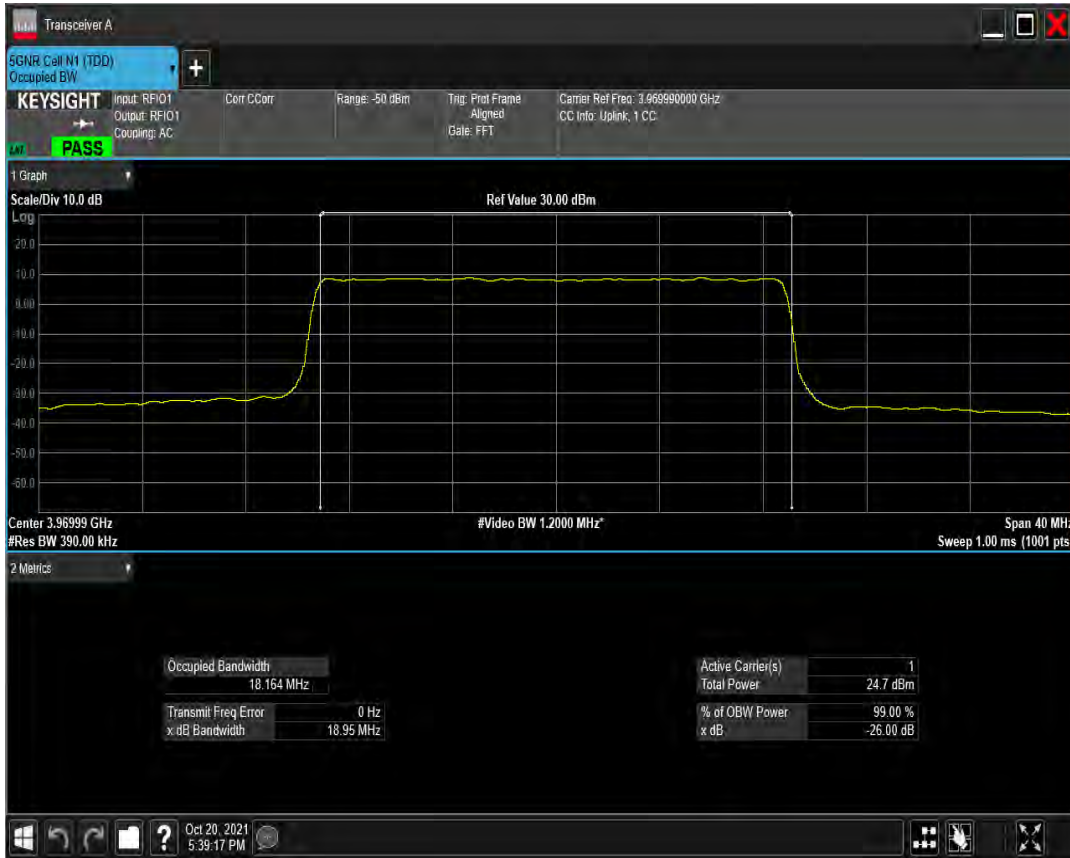 Transceiver A
5GNR Cell N1 (TDD)
Occupied BW
+
KEYSIGHT
Input: RFIO1
Output: RFIO1
Coupling: AC
Corr CCorr
Range: -50 dBm
Trig: Prot Frame
Aligned
Gate: FFT
Carrier Ref Freq: 3.969990000 GHz
CC Info: Uplink, 1 CC
PASS
1 Graph
Scale/Div 10.0 dB
Ref Value 30.00 dBm
Log
20.0
10.0
0.00
-10.0
-20.0
-30.0
-40.0
-50.0
-60.0
Center 3.96999 GHz
#Video BW 1.2000 MHz*
Span 40 MHz
#Res BW 390.00 kHz
Sweep 1.00 ms (1001 pts
2 Metrics
Occupied Bandwidth
18.164 MHz
Transmit Freq Error 0 Hz
x dB Bandwidth 18.95 MHz
Active Carrier(s) 1
Total Power 24.7 dBm
% of OBW Power 99.00 %
x dB -26.00 dB
?
Oct 20, 2021
5:39:17 PM